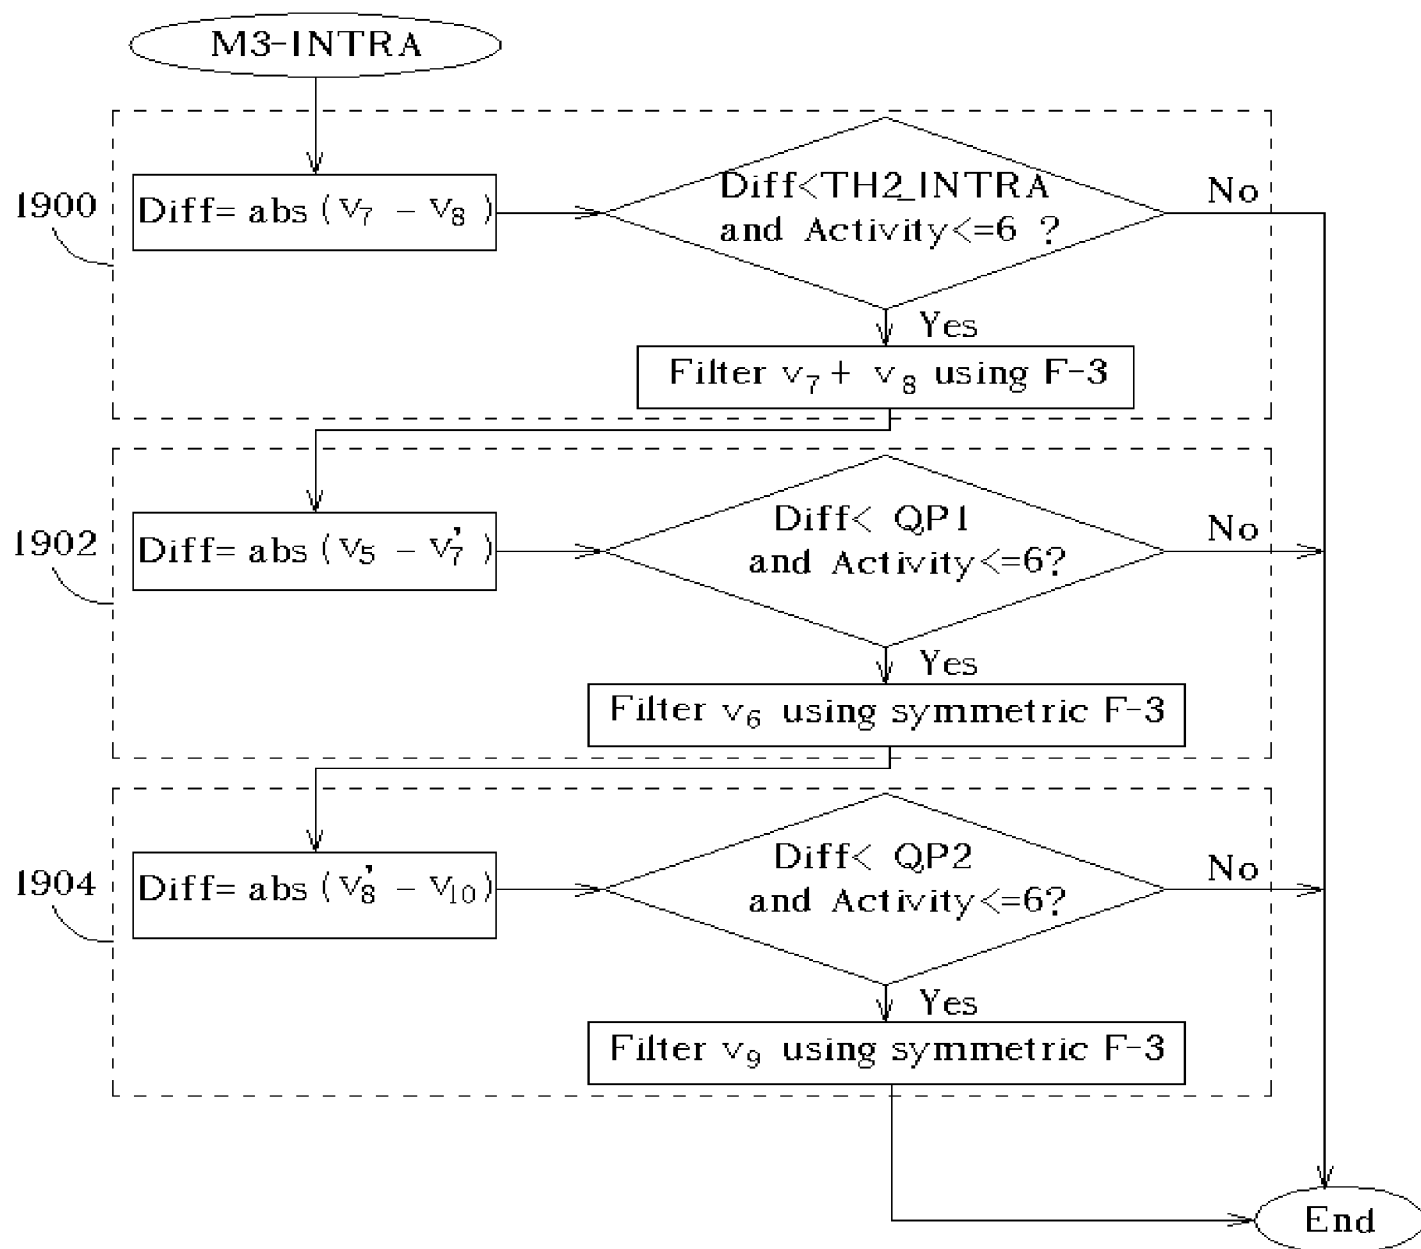 M3-INTRA
1900
Diff= abs (v₇ - v₈)
Diff<TH2_INTRA
and Activity<=6 ?
No
Yes
Filter v₇ + v₈ using F-3
1902
Diff= abs (v₅ - v₇')
Diff< QP1
and Activity<=6?
No
Yes
Filter v₆ using symmetric F-3
1904
Diff= abs (v₈' - v₁₀)
Diff< QP2
and Activity<=6?
No
Yes
Filter v₉ using symmetric F-3
End